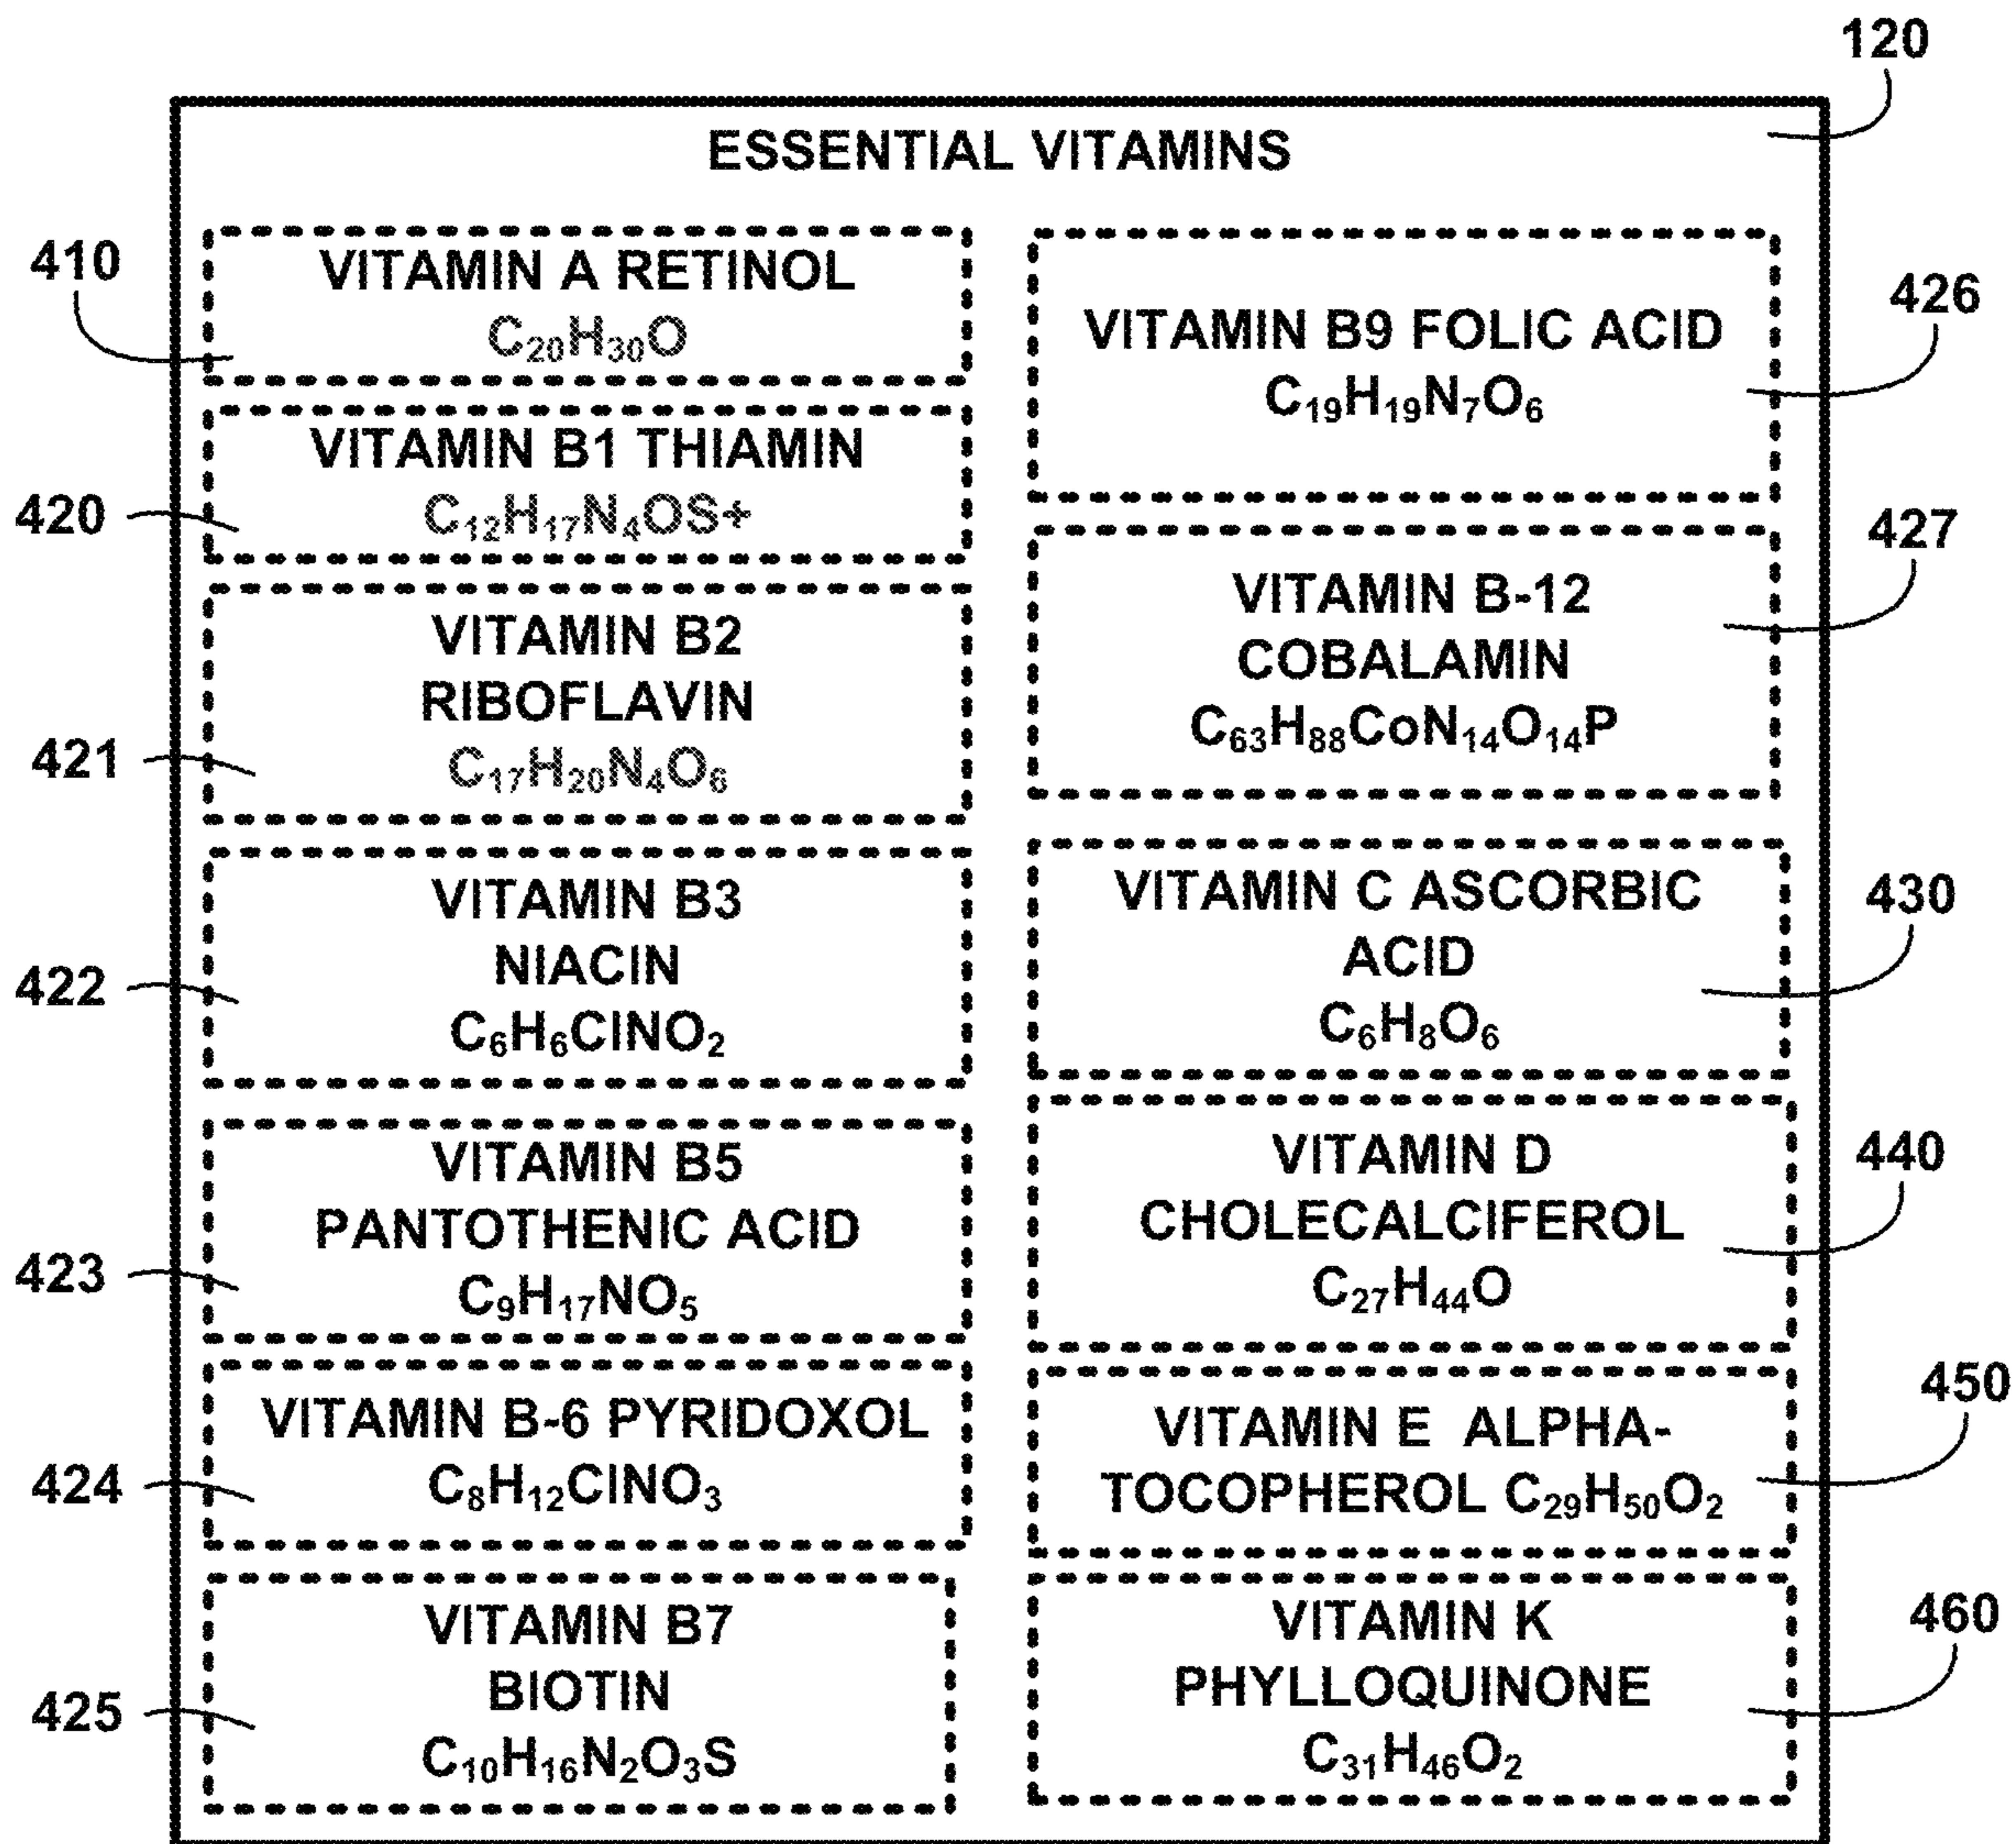 120
ESSENTIAL VITAMINS
410
VITAMIN A RETINOL
C₂₀H₃₀O
420
VITAMIN B1 THIAMIN
C₁₂H₁₇N₄OS+
421
VITAMIN B2
RIBOFLAVIN
C₁₇H₂₀N₄O₆
422
VITAMIN B3
NIACIN
C₆H₆ClNO₂
423
VITAMIN B5
PANTOTHENIC ACID
C₉H₁₇NO₅
424
VITAMIN B-6 PYRIDOXOL
C₈H₁₂ClNO₃
425
VITAMIN B7
BIOTIN
C₁₀H₁₆N₂O₃S
426
VITAMIN B9 FOLIC ACID
C₁₉H₁₉N₇O₆
427
VITAMIN B-12
COBALAMIN
C₆₃H₈₈CoN₁₄O₁₄P
430
VITAMIN C ASCORBIC
ACID
C₆H₈O₆
440
VITAMIN D
CHOLECALCIFEROL
C₂₇H₄₄O
450
VITAMIN E ALPHA-
TOCOPHEROL C₂₉H₅₀O₂
460
VITAMIN K
PHYLLOQUINONE
C₃₁H₄₆O₂